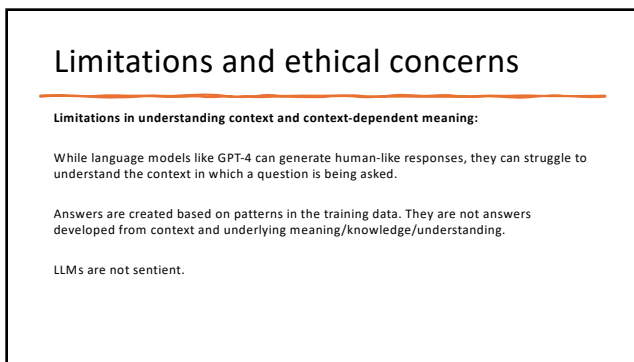 Limitations and ethical concerns
Limitations in understanding context and context-dependent meaning:
While language models like GPT-4 can generate human-like responses, they can struggle to
understand the context in which a question is being asked.
Answers are created based on patterns in the training data. They are not answers
developed from context and underlying meaning/knowledge/understanding.
LLMs are not sentient.